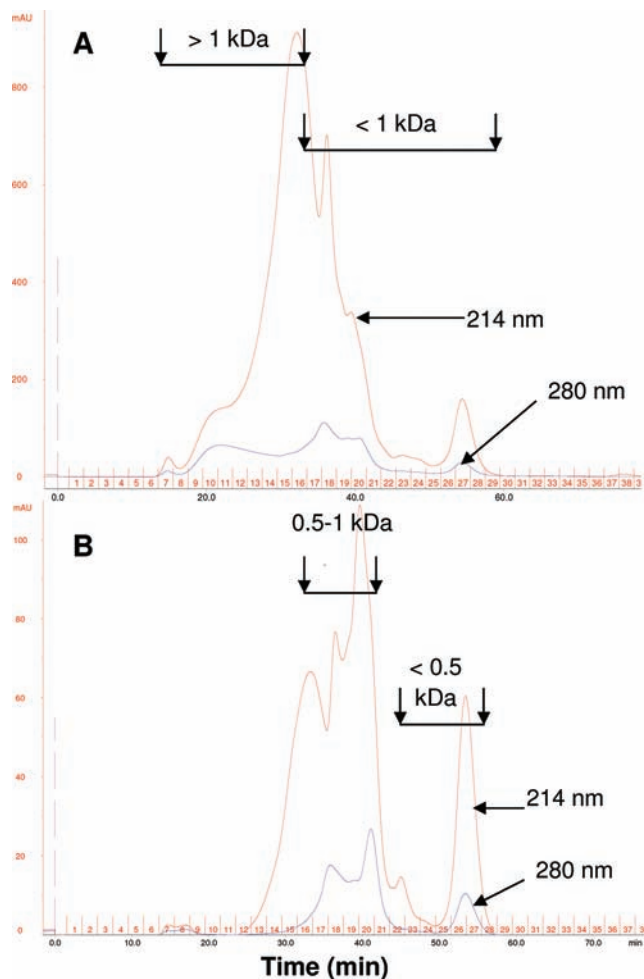 mAU
A
> 1 kDa
< 1 kDa
800
600
400
214 nm
280 nm
200
0
1 2 3 4 5 6 7 8 9 10 11 12 13 14 15 16 17 18 19 20 21 22 23 24 25 26 27 28 29 30 31 32 33 34 35 36 37 38 3
0.0 20.0 40.0 60.0
mAU
B
0.5-1 kDa
100
80
< 0.5
kDa
60
40
214 nm
20
280 nm
0
1 2 3 4 5 6 7 8 9 10 11 12 13 14 15 16 17 18 19 20 21 22 23 24 25 26 27 28 29 30 31 32 33 34 35 36 37 3
0.0 10.0 20.0 30.0 40.0 50.0 60.0 70.0 min
Time (min)